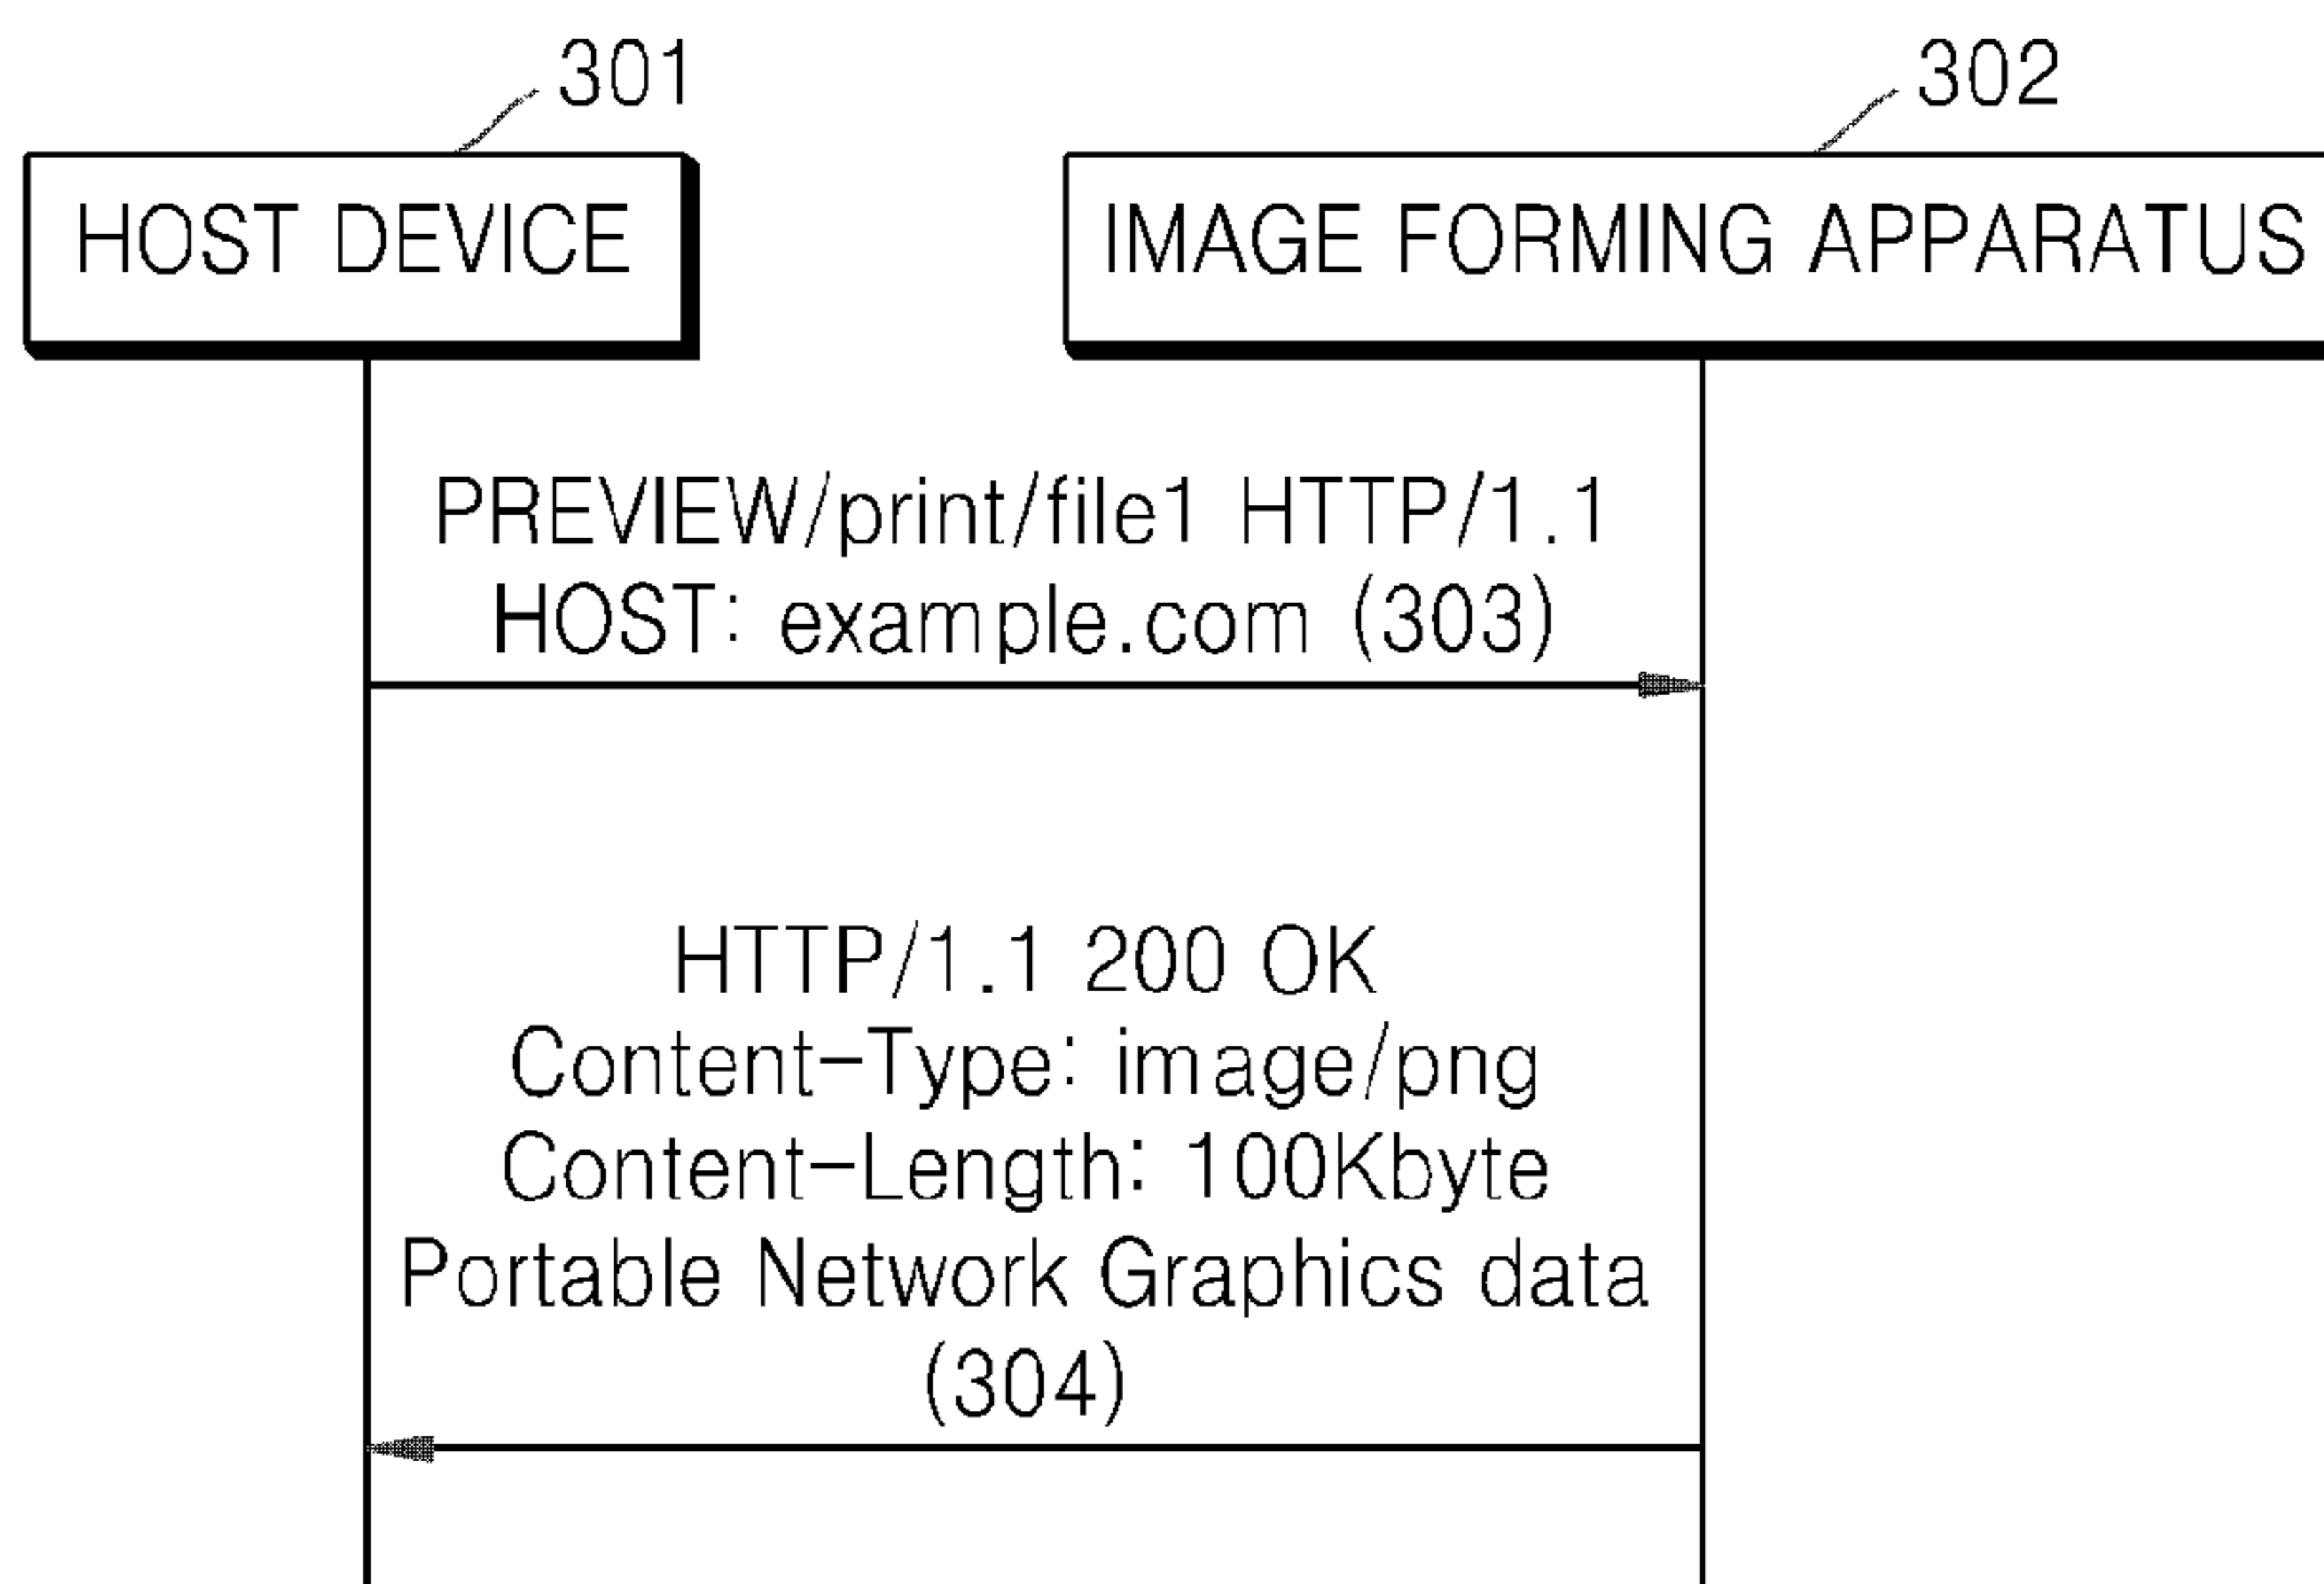 301
302
HOST DEVICE
IMAGE FORMING APPARATUS
PREVIEW/print/file1 HTTP/1.1
HOST: example.com (303)
HTTP/1.1 200 OK
Content-Type: image/png
Content-Length: 100Kbyte
Portable Network Graphics data
(304)